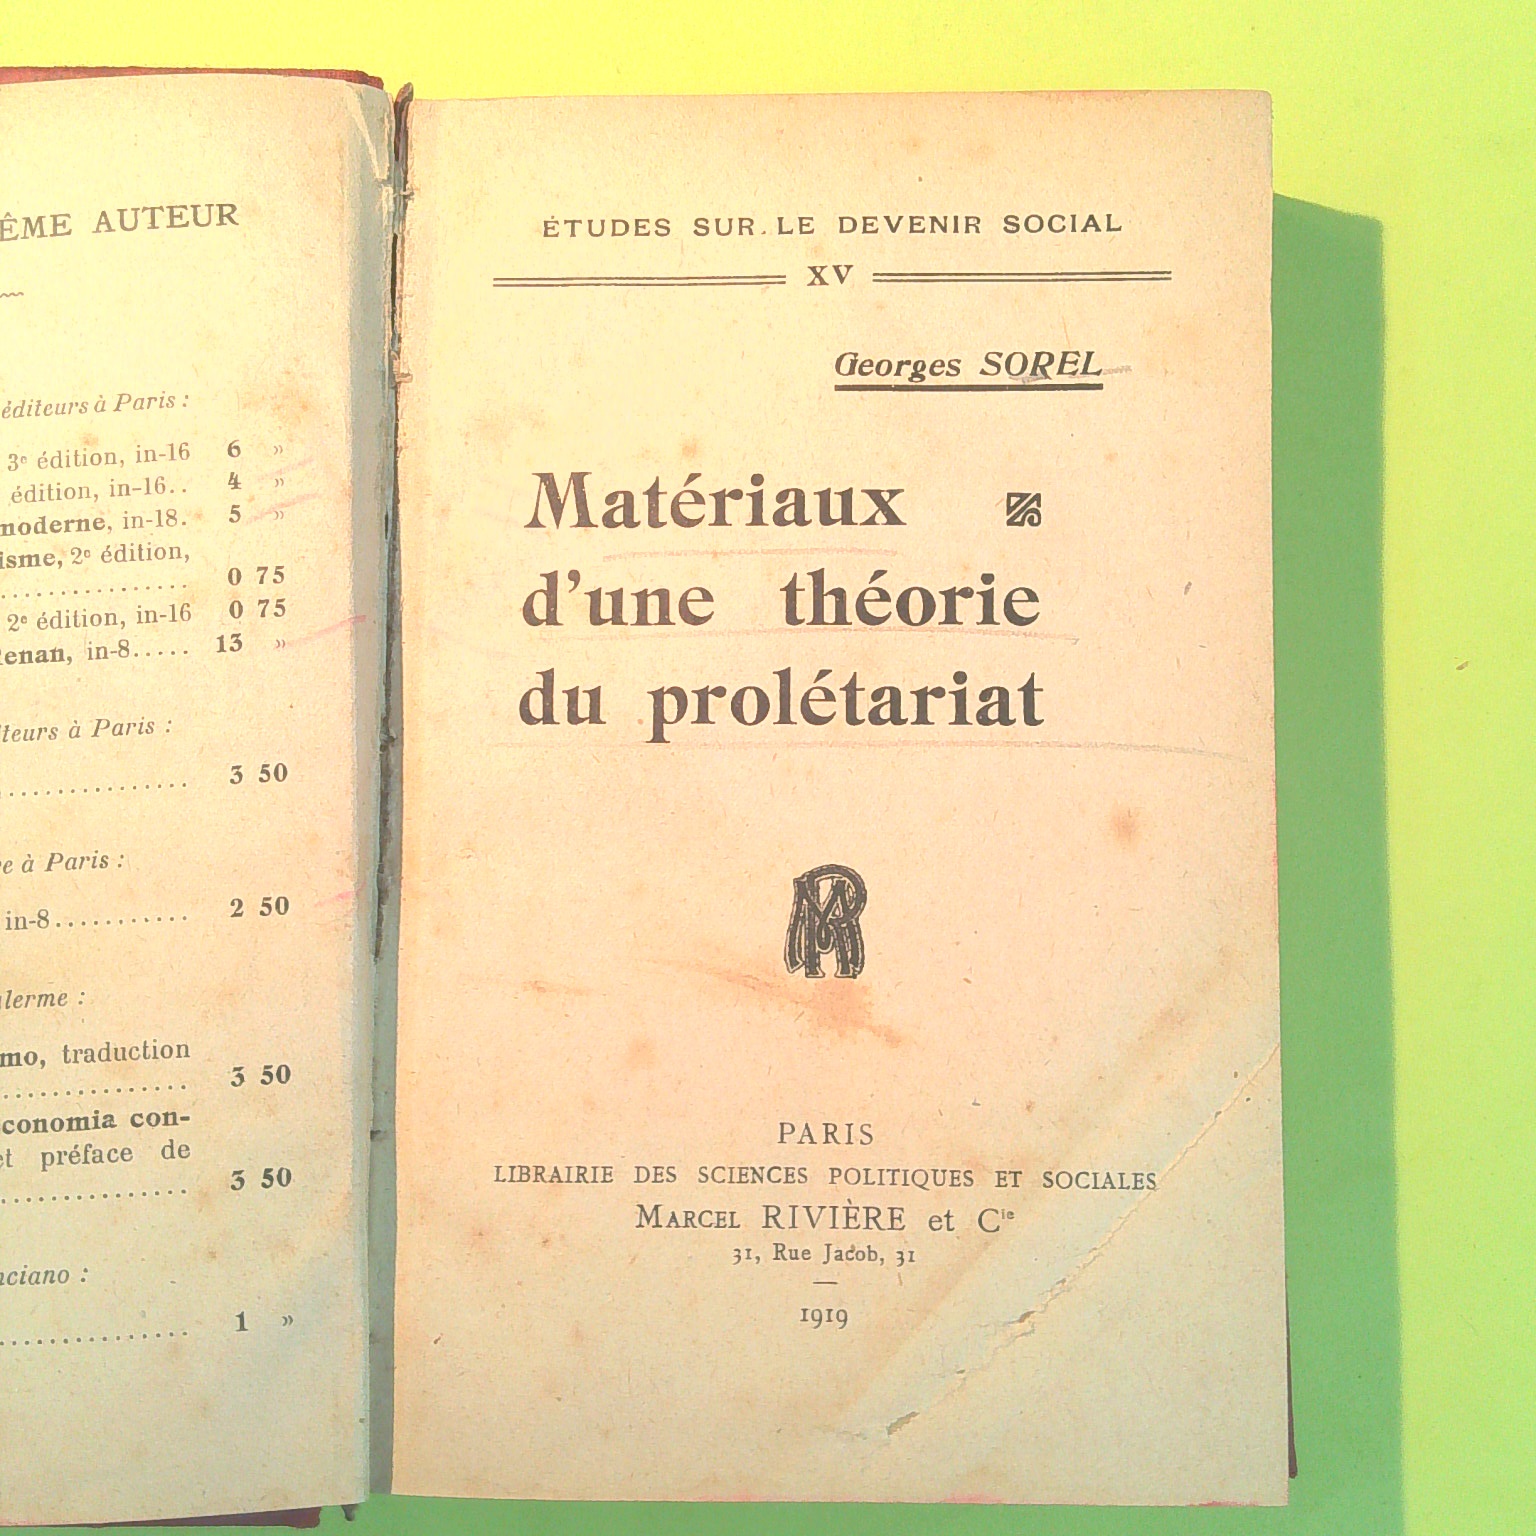 ÊME AUTEUR
éditeurs à Paris :
3e édition, in-16 6 »
édition, in-16.. 4 »
moderne, in-18. 5 »
isme, 2e édition,
................ 0 75
2e édition, in-16 0 75
Renan, in-8..... 13 »
iteurs à Paris :
................ 3 50
e à Paris :
in-8........... 2 50
lerme :
mo, traduction
................ 3 50
conomia con-
et préface de
................ 3 50
nciano :
................ 1 »
ÉTUDES SUR LE DEVENIR SOCIAL
XV
Georges SOREL
Matériaux
d'une théorie
du prolétariat
MR
PARIS
LIBRAIRIE DES SCIENCES POLITIQUES ET SOCIALES
MARCEL RIVIÈRE et Cie
31, Rue Jacob, 31
1919